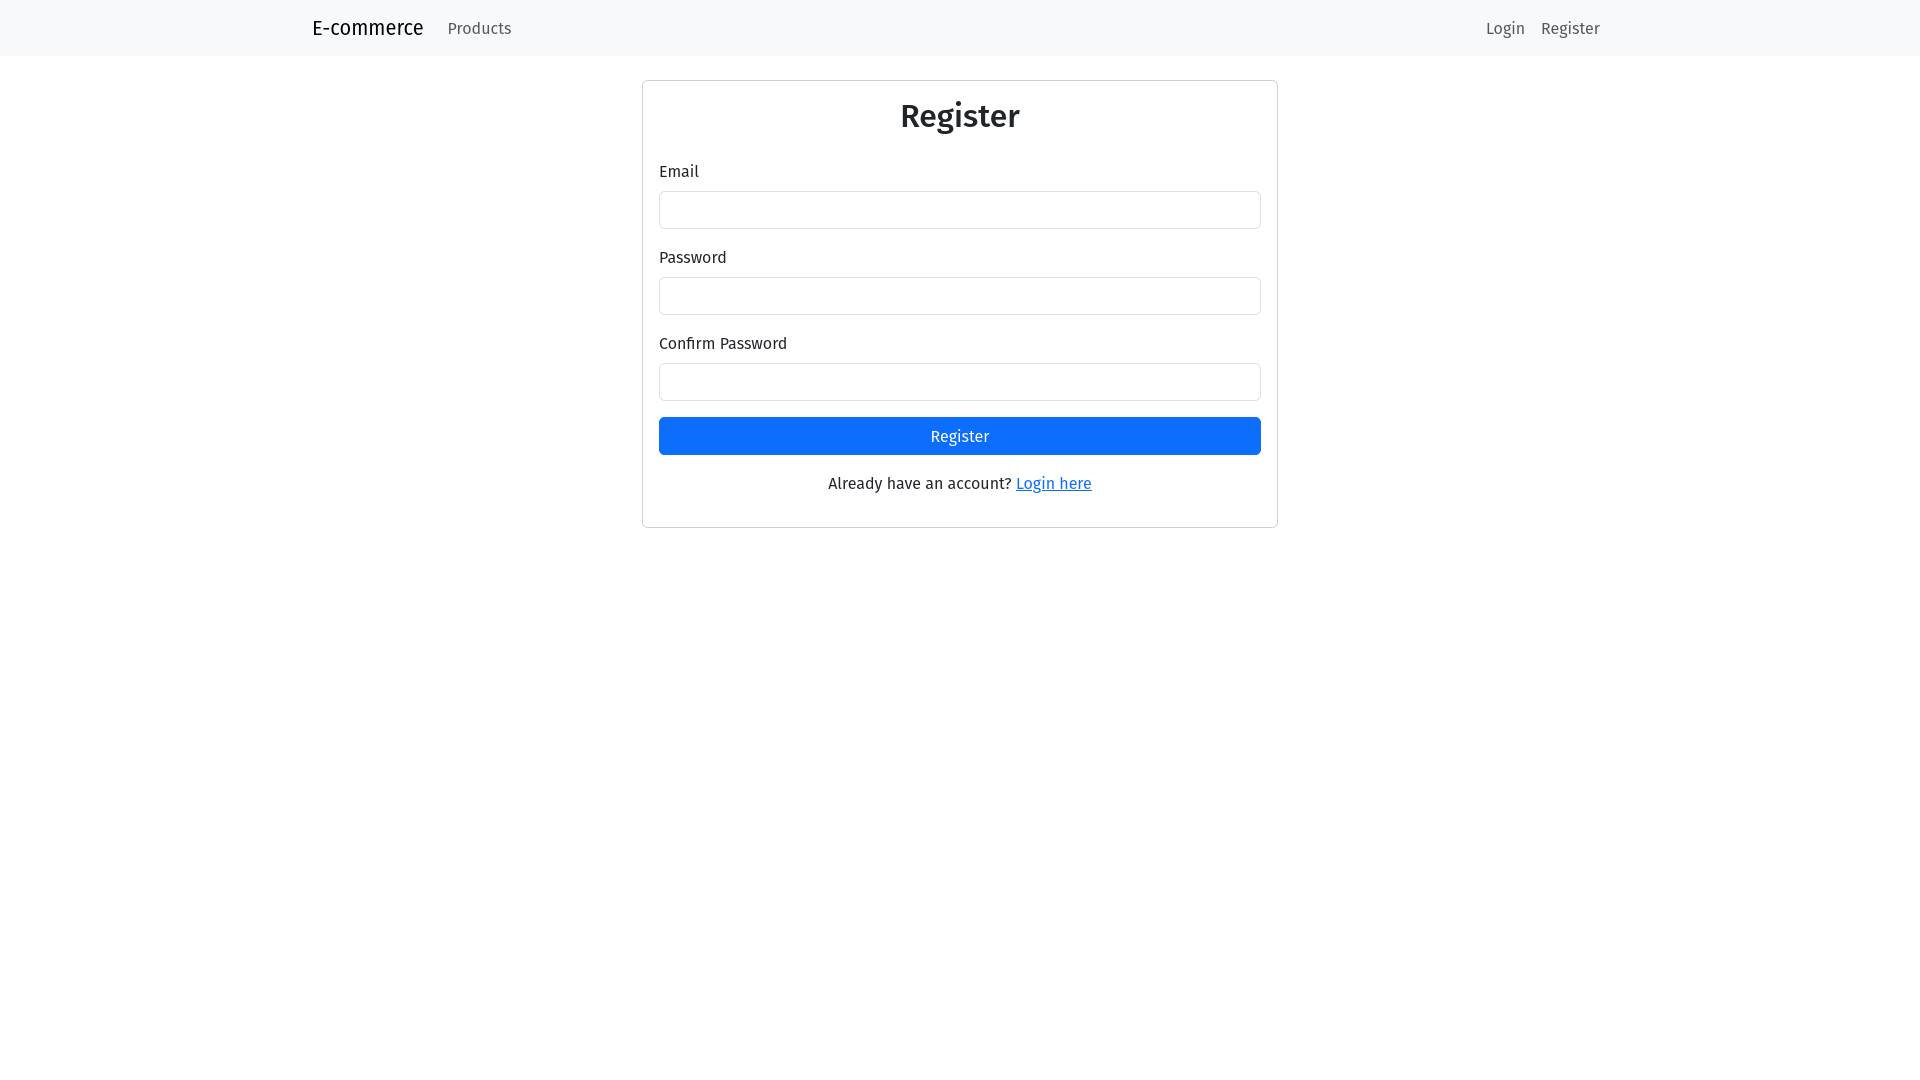 E-commerce Products Login Register
Register
Email
Password
Confirm Password
Register
Already have an account? Login here